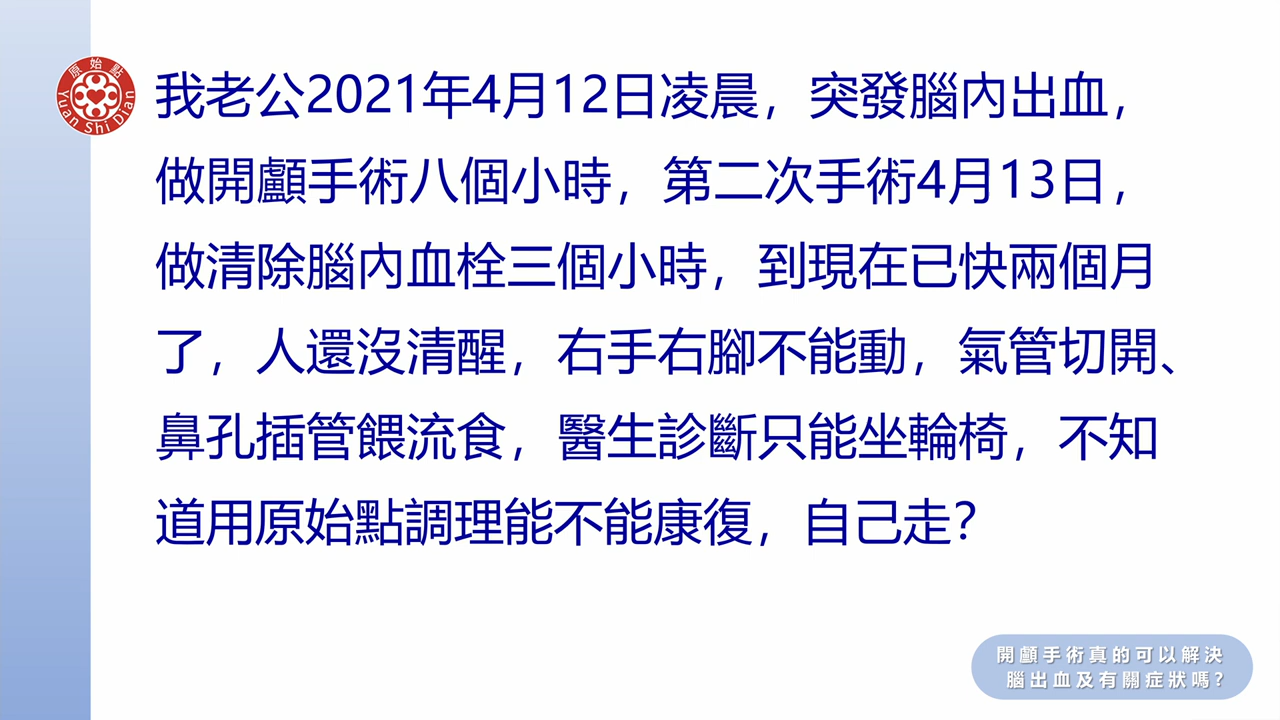 原始點
Yuan Shi Dian
我老公2021年4月12日凌晨，突發腦內出血，
做開顱手術八個小時，第二次手術4月13日，
做清除腦內血栓三個小時，到現在已快兩個月
了，人還沒清醒，右手右腳不能動，氣管切開、
鼻孔插管餵流食，醫生診斷只能坐輪椅，不知
道用原始點調理能不能康復，自己走？
開顱手術真的可以解決
腦出血及有關症狀嗎？